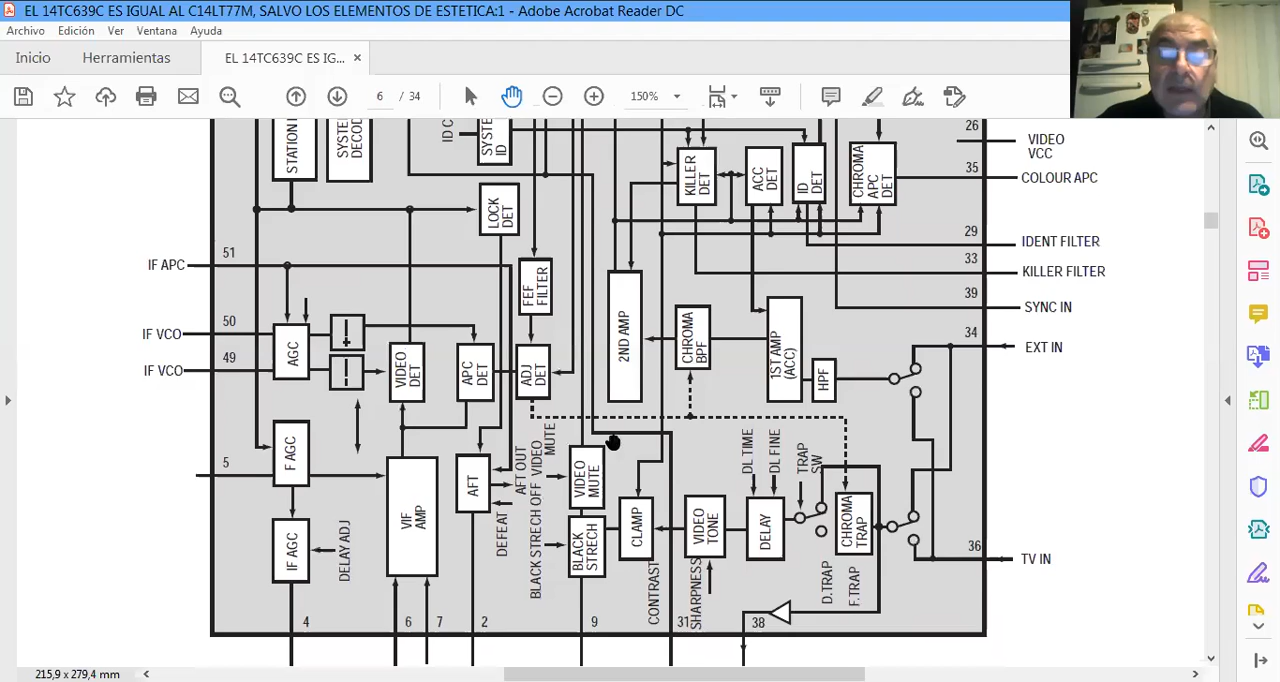 EL 14TC639C ES IGUAL AL C14LT77M, SALVO LOS ELEMENTOS DE ESTETICA:1 - Adobe Acrobat Reader DC
Archivo Edición Ver Ventana Ayuda
Inicio Herramientas EL 14TC639C ES IG... ×
6 / 34 150%
26
VIDEO
VCC
35
COLOUR APC
29
IDENT FILTER
33
KILLER FILTER
39
SYNC IN
34
EXT IN
36
TV IN
STATION
SYSTEM
DECOD
ID C
SYSTEM
ID
KILLER
DET
ACC
DET
ID
DET
CHROMA
APC
DET
LOCK
DET
51
IF APC
FEF
FILTER
50
IF VCO
49
IF VCO
AGC
VIDEO
DET
APC
DET
ADJ
DET
2ND AMP
CHROMA
BPF
1ST AMP
(ACC)
HPF
5
F AGC
IF AGC
DELAY ADJ
VIF
AMP
AFT
AFT OUT
DEFEAT
VIDEO
MUTE
VIDEO
MUTE
BLACK STRECH OFF
BLACK
STRECH
CLAMP
CONTRAST
VIDEO
TONE
SHARPNESS
DL TIME
DL FINE
DELAY
TRAP
SW
CHROMA
TRAP
D.TRAP
F.TRAP
4
6
7
2
9
31
38
215,9 x 279,4 mm